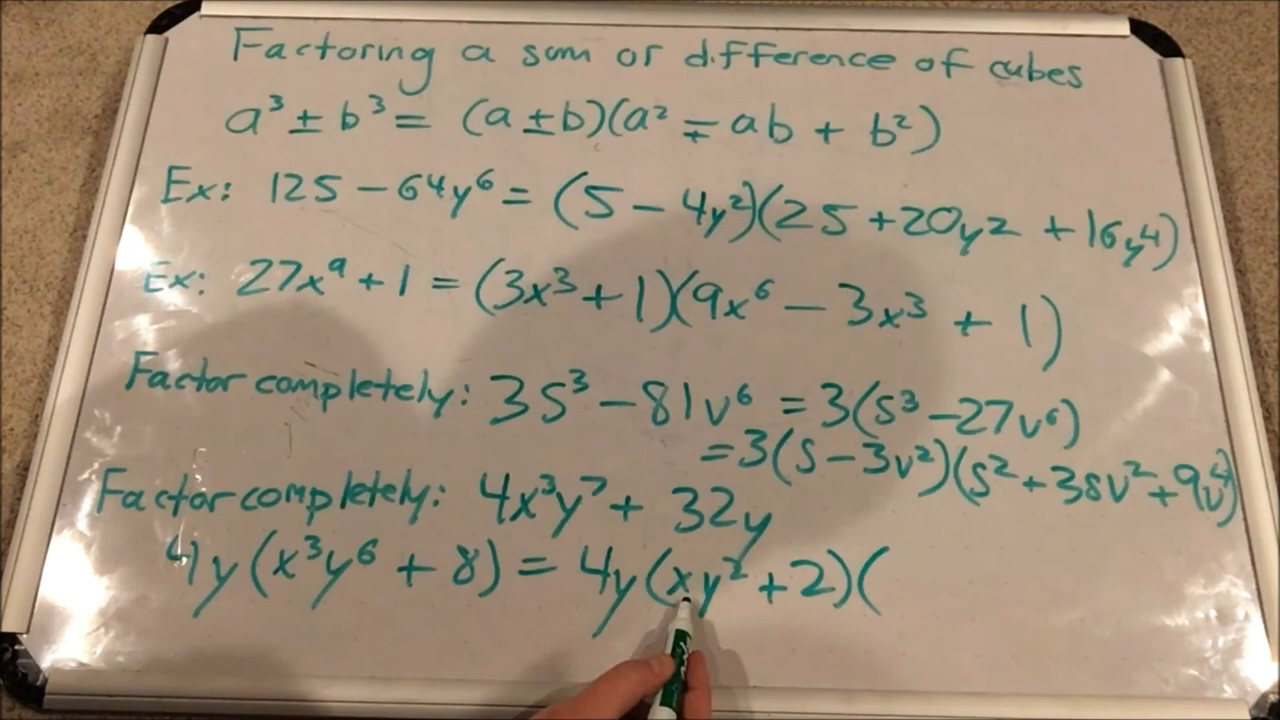 Factoring a sum or difference of cubes
a³ ± b³ = (a ± b)(a² ∓ ab + b²)
Ex: 125 − 64y⁶ = (5 − 4y²)(25 + 20y² + 16y⁴)
Ex: 27x⁹ + 1 = (3x³ + 1)(9x⁶ − 3x³ + 1)
Factor completely: 3s³ − 81v⁶ = 3(s³ − 27v⁶)
= 3(s − 3v²)(s² + 3sv² + 9v⁴)
Factor completely: 4x³y⁷ + 32y
4y(x³y⁶ + 8) = 4y(xy² + 2)(